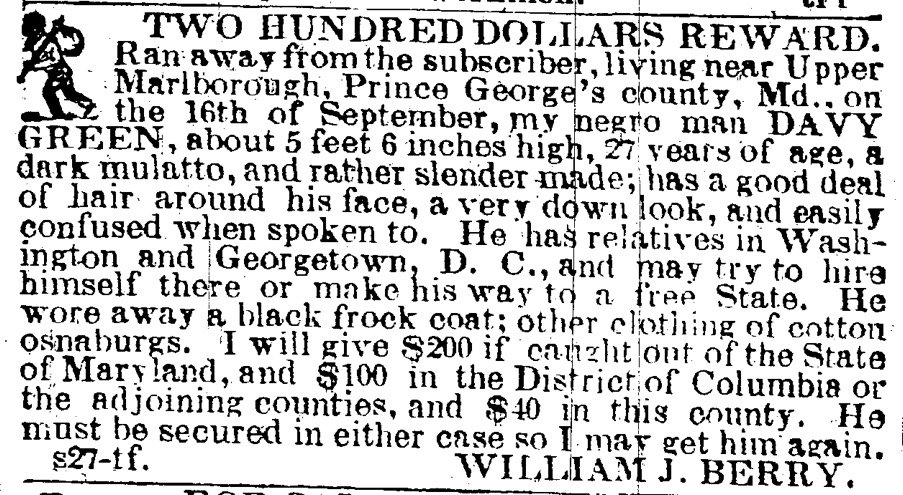 TWO HUNDRED DOLLARS REWARD.
Ran away from the subscriber, living near Upper
Marlborough, Prince George's county, Md., on
the 16th of September, my negro man DAVY
GREEN, about 5 feet 6 inches high, 27 years of age, a
dark mulatto, and rather slender made; has a good deal
of hair around his face, a very down look, and easily
confused when spoken to. He has relatives in Wash-
ington and Georgetown, D. C., and may try to hire
himself there or make his way to a free State. He
wore away a black frock coat; other clothing of cotton
osnaburgs. I will give $200 if caught out of the State
of Maryland, and $100 in the District of Columbia or
the adjoining counties, and $40 in this county. He
must be secured in either case so I may get him again.
s27-tf. WILLIAM J. BERRY.